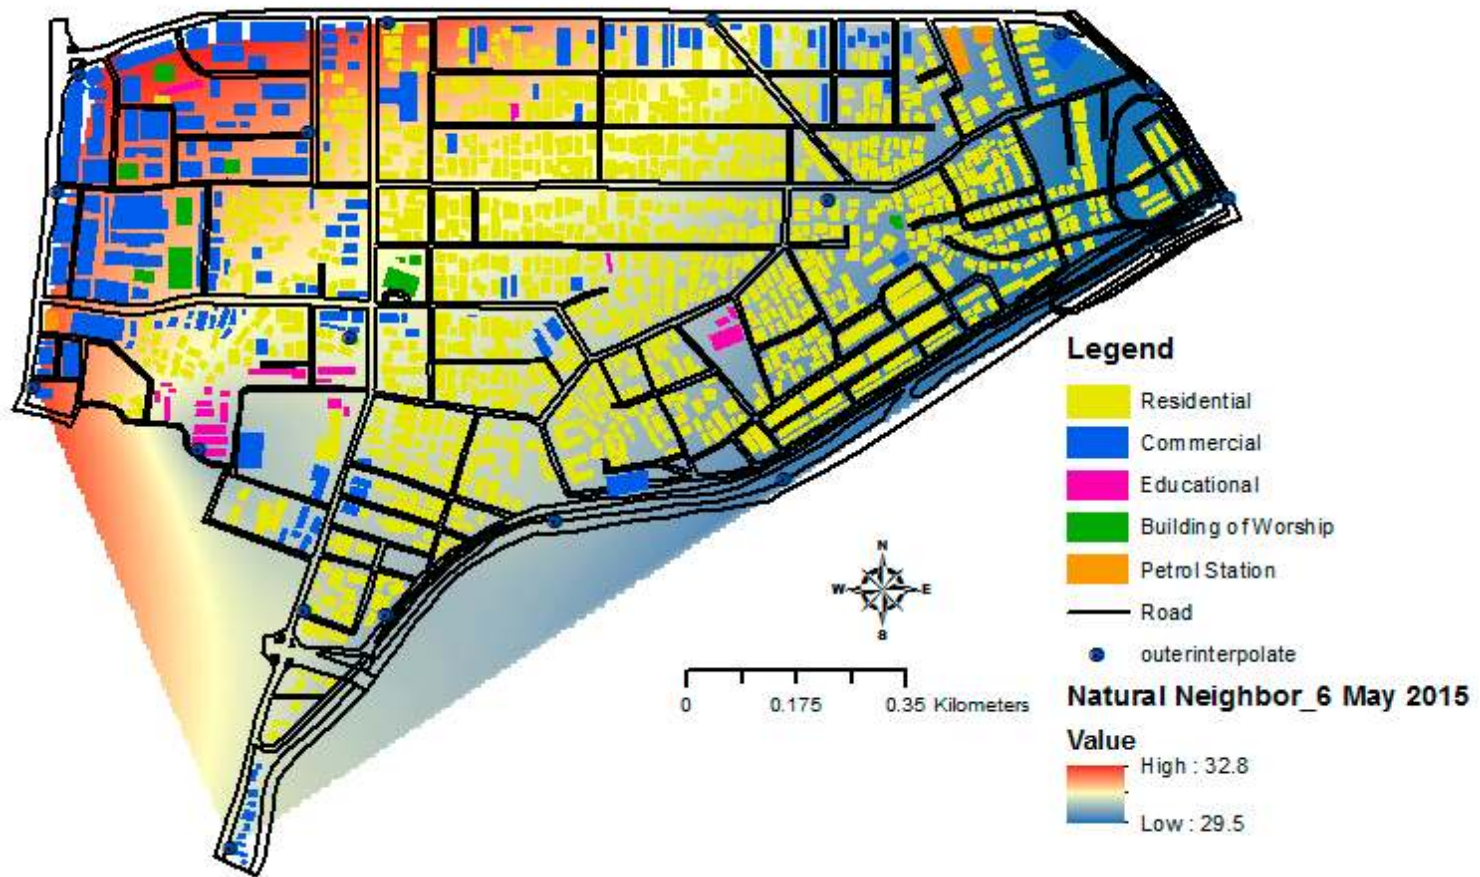 N
W E
S
0 0.175 0.35 Kilometers
Legend
Residential
Commercial
Educational
Building of Worship
Petrol Station
Road
outerinterpolate
Natural Neighbor_6 May 2015
Value
High : 32.8
Low : 29.5